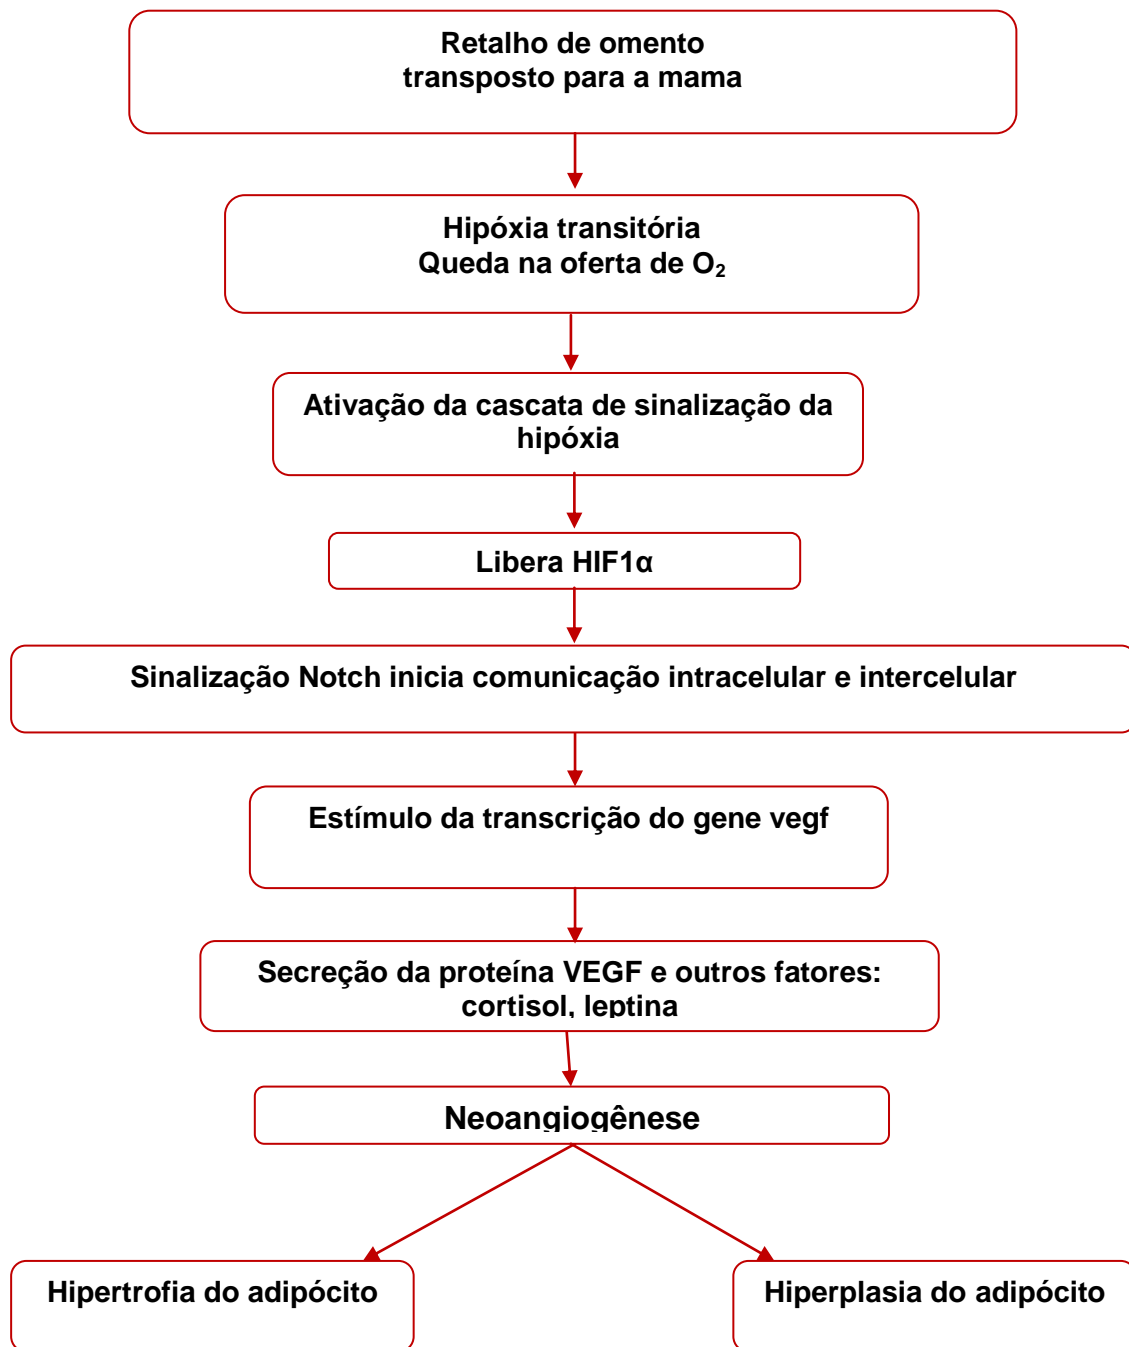 Retalho de omento
transposto para a mama
Hipóxia transitória
Queda na oferta de O₂
Ativação da cascata de sinalização da
hipóxia
Libera HIF1α
Sinalização Notch inicia comunicação intracelular e intercelular
Estímulo da transcrição do gene vegf
Secreção da proteína VEGF e outros fatores:
cortisol, leptina
Neoangiogênese
Hipertrofia do adipócito
Hiperplasia do adipócito